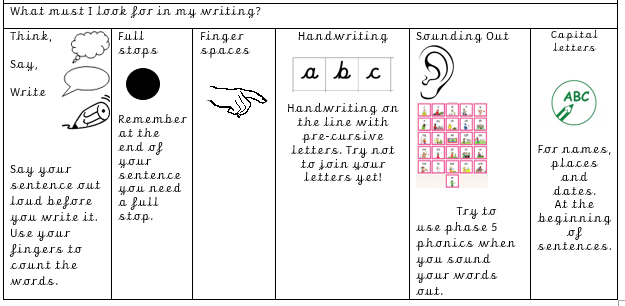 What must I look for in my writing?
Think,
Say,
Write
Say your
sentence out
loud before
you write it.
Use your
fingers to
count the
words.
Full
stops
Remember
at the
end of
your
sentence
you need
a full
stop.
Finger
spaces
Handwriting
a b c
Handwriting on
the line with
pre-cursive
letters. Try not
to join your
letters yet!
Sounding Out
Try to
use phase 5
phonics when
you sound
your words
out.
Capital
letters
ABC
For names,
places
and
dates.
At the
beginning
of
sentences.